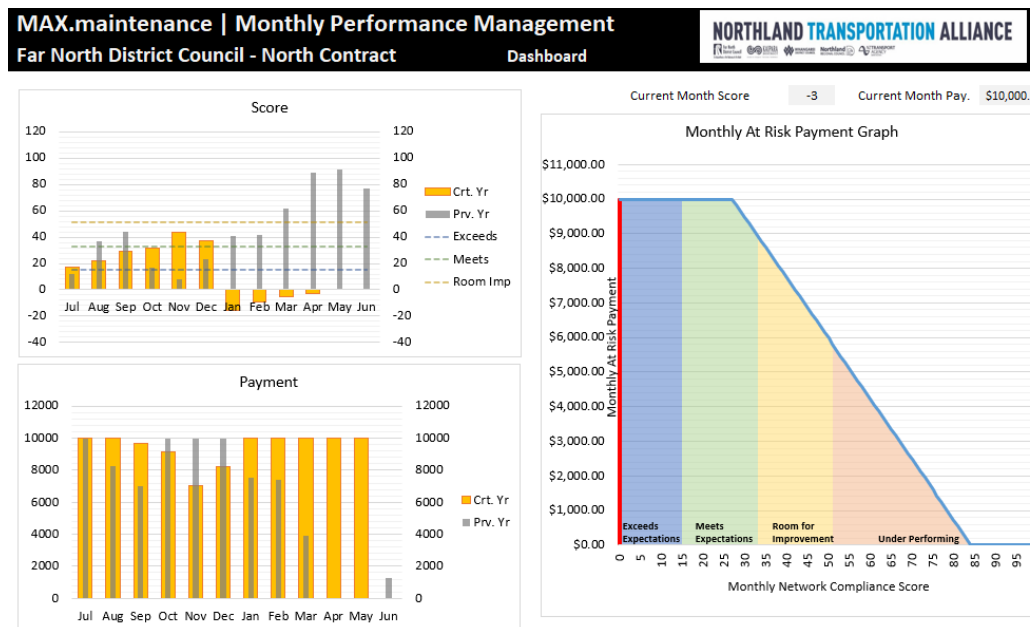 MAX.maintenance | Monthly Performance Management
Far North District Council - North Contract
Dashboard
NORTHLAND TRANSPORTATION ALLIANCE
Current Month Score
-3
Current Month Pay.
$10,000.
Score
120
100
80
60
40
20
0
-20
-40
120
100
80
60
40
20
0
-20
-40
Jul Aug Sep Oct Nov Dec Jan Feb Mar Apr May Jun
Crt. Yr
Prv. Yr
Exceeds
Meets
Room Imp
Payment
12000
10000
8000
6000
4000
2000
0
12000
10000
8000
6000
4000
2000
0
Jul Aug Sep Oct Nov Dec Jan Feb Mar Apr May Jun
Crt. Yr
Prv. Yr
Monthly At Risk Payment Graph
Monthly At Risk Payment
$11,000.00
$10,000.00
$9,000.00
$8,000.00
$7,000.00
$6,000.00
$5,000.00
$4,000.00
$3,000.00
$2,000.00
$1,000.00
$0.00
Exceeds
Expectations
Meets
Expectations
Room for
Improvement
Under Performing
0 5 10 15 20 25 30 35 40 45 50 55 60 65 70 75 80 85 90 95
Monthly Network Compliance Score